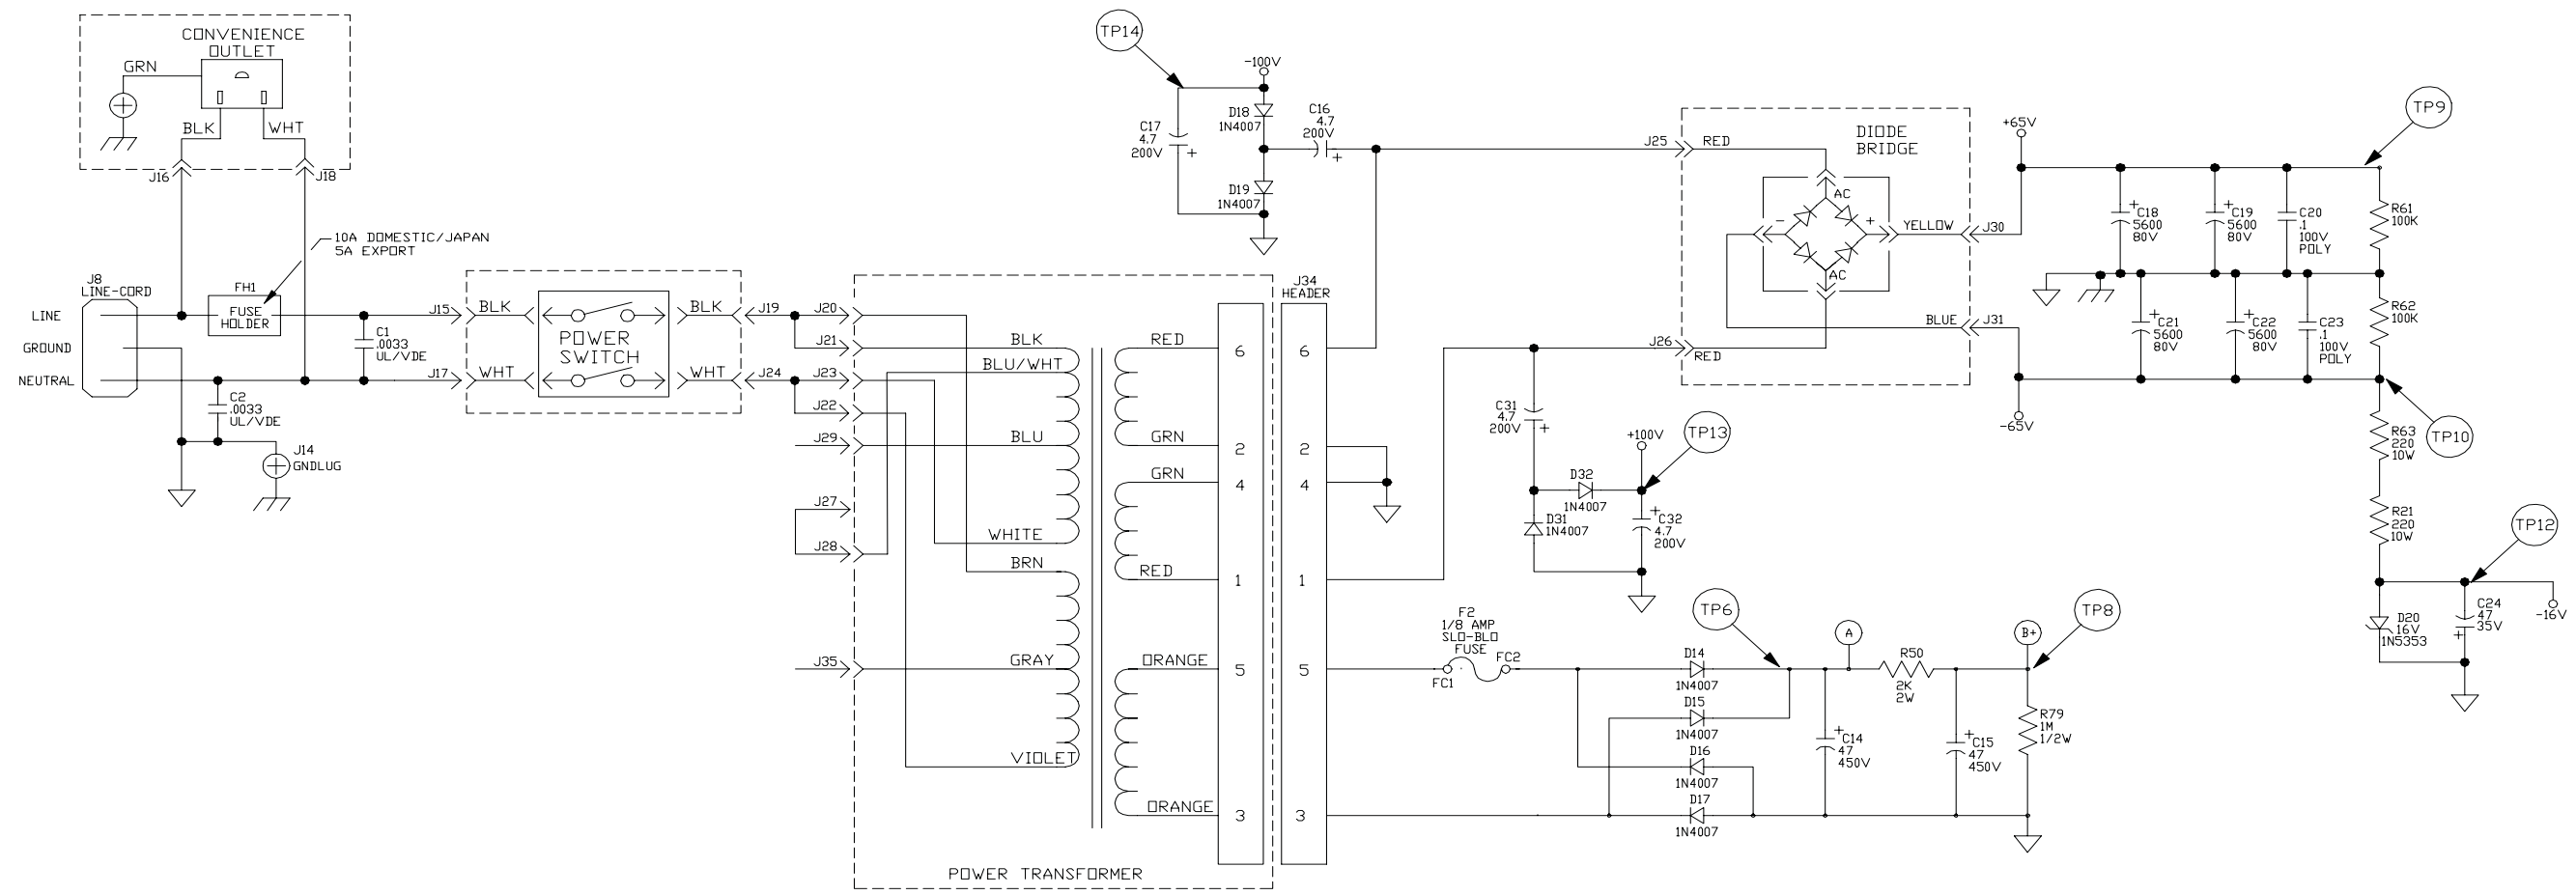 CONVENIENCE
OUTLET
GRN
BLK
WHT
J16
J18
10A DOMESTIC/JAPAN
5A EXPORT
J8
LINE-CORD
LINE
GROUND
NEUTRAL
FH1
FUSE
HOLDER
C1
.0033
UL/VDE
C2
.0033
UL/VDE
J14
GNDLUG
J15
BLK
J17
WHT
POWER
SWITCH
BLK
J19
WHT
J24
J20
J21
J23
J22
J29
J27
J28
J35
BLK
BLU/WHT
BLU
WHITE
BRN
GRAY
VIOLET
RED
GRN
GRN
RED
ORANGE
ORANGE
6
2
4
1
5
3
POWER TRANSFORMER
J34
HEADER
6
2
4
1
5
3
TP14
-100V
C17
4.7
200V
+
D18
1N4007
D19
1N4007
C16
4.7
200V
+
J25
RED
J26
RED
DIODE
BRIDGE
AC
-
+
AC
YELLOW
J30
BLUE
J31
+65V
TP9
+
C18
5600
80V
+
C19
5600
80V
C20
.1
100V
POLY
R61
100K
+
C21
5600
80V
+
C22
5600
80V
C23
.1
100V
POLY
R62
100K
-65V
TP10
R63
220
10W
R21
220
10W
TP12
D20
16V
1N5353
C24
47
35V
+
-16V
C31
4.7
200V
+
+100V
TP13
D32
1N4007
D31
1N4007
+
C32
4.7
200V
F2
1/8 AMP
SLO-BLO
FUSE
FC1
FC2
TP6
A
B+
TP8
D14
1N4007
D15
1N4007
D16
1N4007
D17
1N4007
+
C14
47
450V
R50
2K
2W
+
C15
47
450V
R79
1M
1/2W